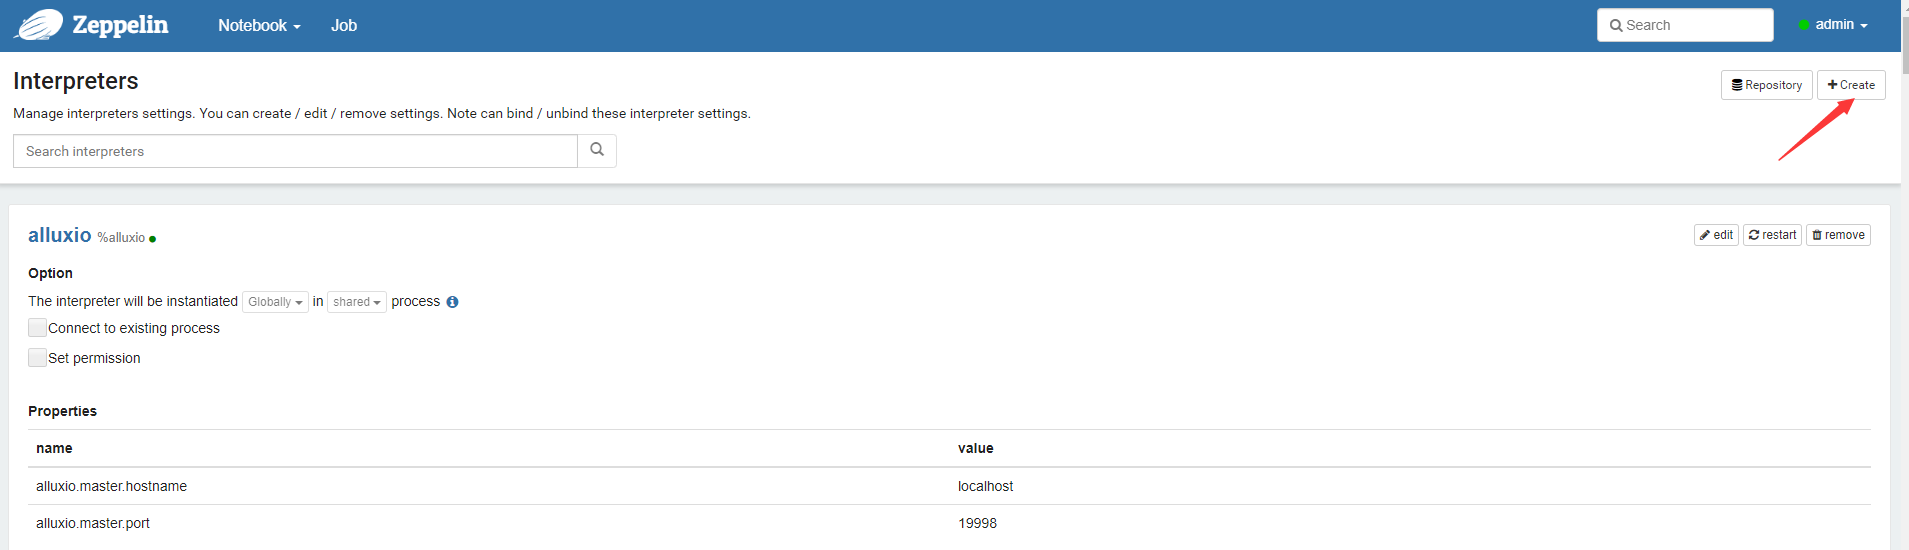 Zeppelin Notebook Job Search admin
Interpreters
Repository Create
Manage interpreters settings. You can create / edit / remove settings. Note can bind / unbind these interpreter settings.
Search interpreters
alluxio %alluxio edit restart remove
Option
The interpreter will be instantiated Globally in shared process
Connect to existing process
Set permission
Properties
name value
alluxio.master.hostname localhost
alluxio.master.port 19998